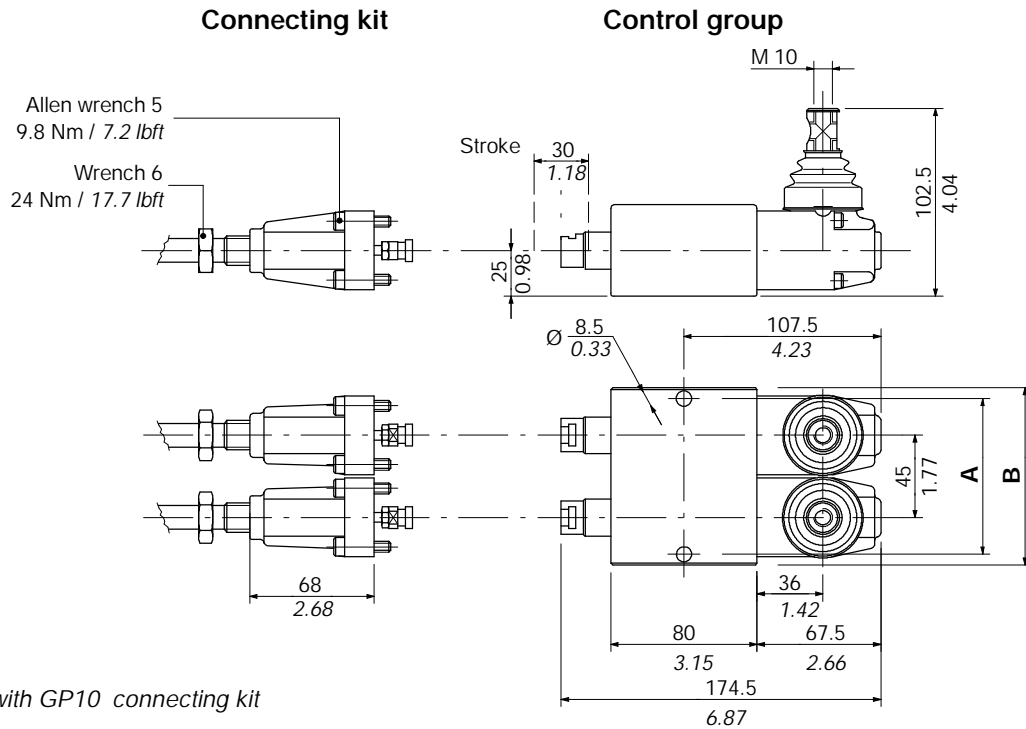 Connecting kit
Control group
M 10
Allen wrench 5
9.8 Nm / 7.2 lbft
Wrench 6
24 Nm / 17.7 lbft
Stroke
30
1.18
102.5
4.04
25
0.98
Ø 8.5
0.33
107.5
4.23
45
1.77
A
B
68
2.68
36
1.42
80
3.15
67.5
2.66
174.5
6.87
with GP10 connecting kit